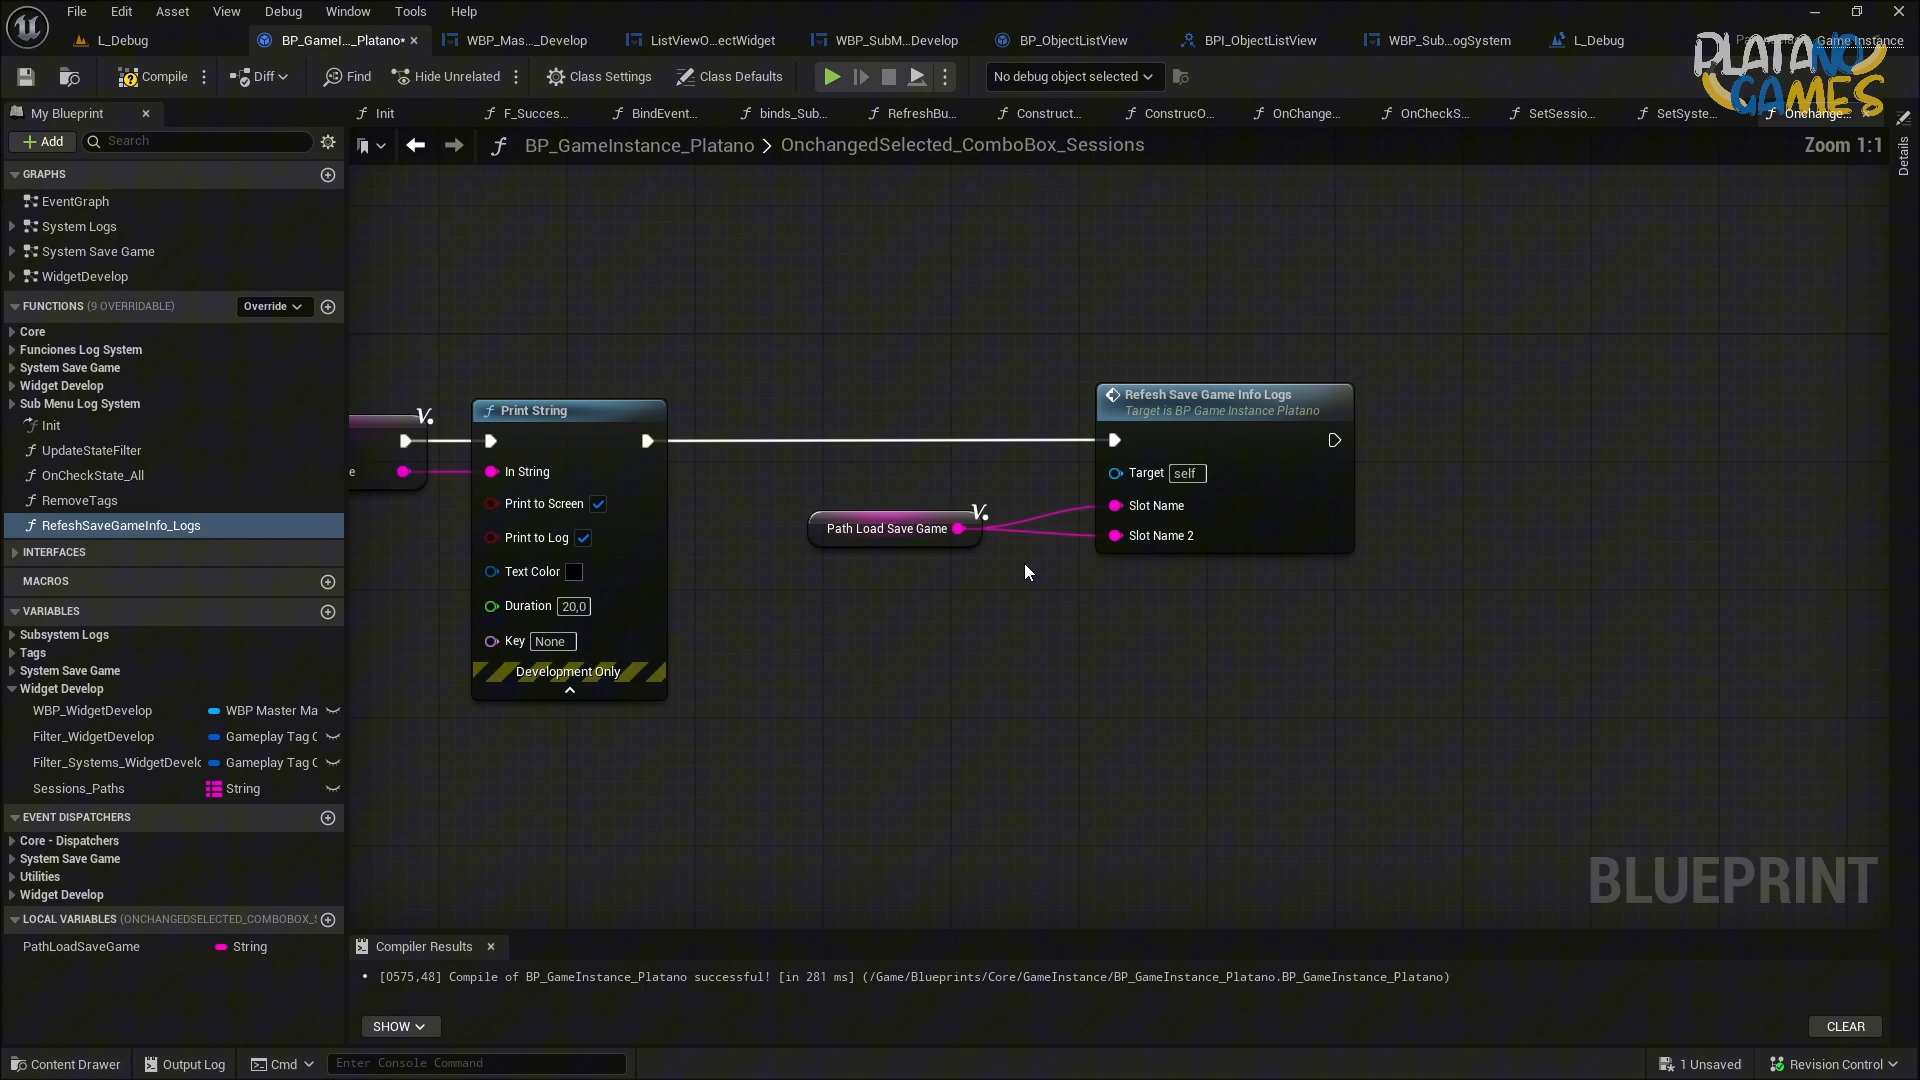 File Edit Asset View Debug Window Tools Help
L_Debug
BP_GameI..._Platano*
WBP_Mas..._Develop
ListViewO...ectWidget
WBP_SubM...Develop
BP_ObjectListView
BPI_ObjectListView
WBP_Sub...ogSystem
L_Debug
Game Instance
PLATANO
GAMES
Compile
Diff
Find
Hide Unrelated
Class Settings
Class Defaults
No debug object selected
My Blueprint
Init
F_Succes...
BindEvent...
binds_Sub...
RefreshBu...
Construct...
ConstrucO...
OnChange...
OnCheckS...
SetSessio...
SetSyste...
Onchange...
Add
Search
BP_GameInstance_Platano > OnchangedSelected_ComboBox_Sessions
Zoom 1:1
Details
GRAPHS
EventGraph
System Logs
System Save Game
WidgetDevelop
FUNCTIONS (9 OVERRIDABLE)
Override
Core
Funciones Log System
System Save Game
Widget Develop
Sub Menu Log System
Init
UpdateStateFilter
OnCheckState_All
RemoveTags
RefeshSaveGameInfo_Logs
INTERFACES
MACROS
VARIABLES
Subsystem Logs
Tags
System Save Game
Widget Develop
WBP_WidgetDevelop WBP Master Ma
Filter_WidgetDevelop Gameplay Tag C
Filter_Systems_WidgetDevelo Gameplay Tag C
Sessions_Paths String
EVENT DISPATCHERS
Core - Dispatchers
System Save Game
Utilities
Widget Develop
LOCAL VARIABLES (ONCHANGEDSELECTED_COMBOBOX_S
PathLoadSaveGame String
e
V.
Print String
In String
Print to Screen
Print to Log
Text Color
Duration 20,0
Key None
Development Only
Path Load Save Game
V.
Refesh Save Game Info Logs
Target is BP Game Instance Platano
Target self
Slot Name
Slot Name 2
BLUEPRINT
Compiler Results
• [0575,48] Compile of BP_GameInstance_Platano successful! [in 281 ms] (/Game/Blueprints/Core/GameInstance/BP_GameInstance_Platano.BP_GameInstance_Platano)
SHOW
CLEAR
Content Drawer
Output Log
Cmd
Enter Console Command
1 Unsaved
Revision Control